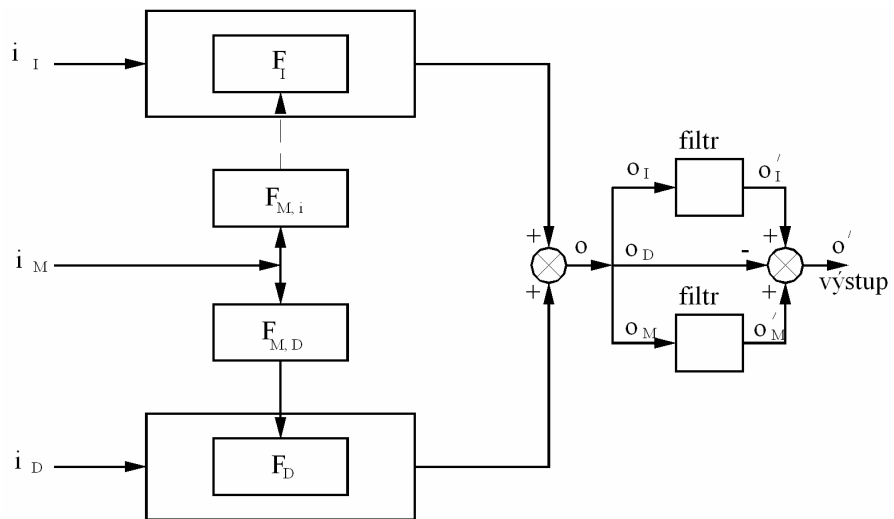 i I
F I
F M, i
i M
F M, D
i D
F D
+
+
o
filtr
o I
o I ′
o D
-
+
+
o ′
výstup
filtr
o M
o M ′